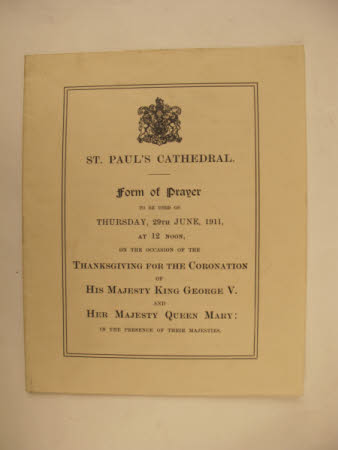 ST. PAUL'S CATHEDRAL.
Form of Prayer
TO BE USED ON
THURSDAY, 29TH JUNE, 1911,
AT 12 NOON,
ON THE OCCASION OF THE
THANKSGIVING FOR THE CORONATION
OF
HIS MAJESTY KING GEORGE V.
AND
HER MAJESTY QUEEN MARY:
IN THE PRESENCE OF THEIR MAJESTIES.